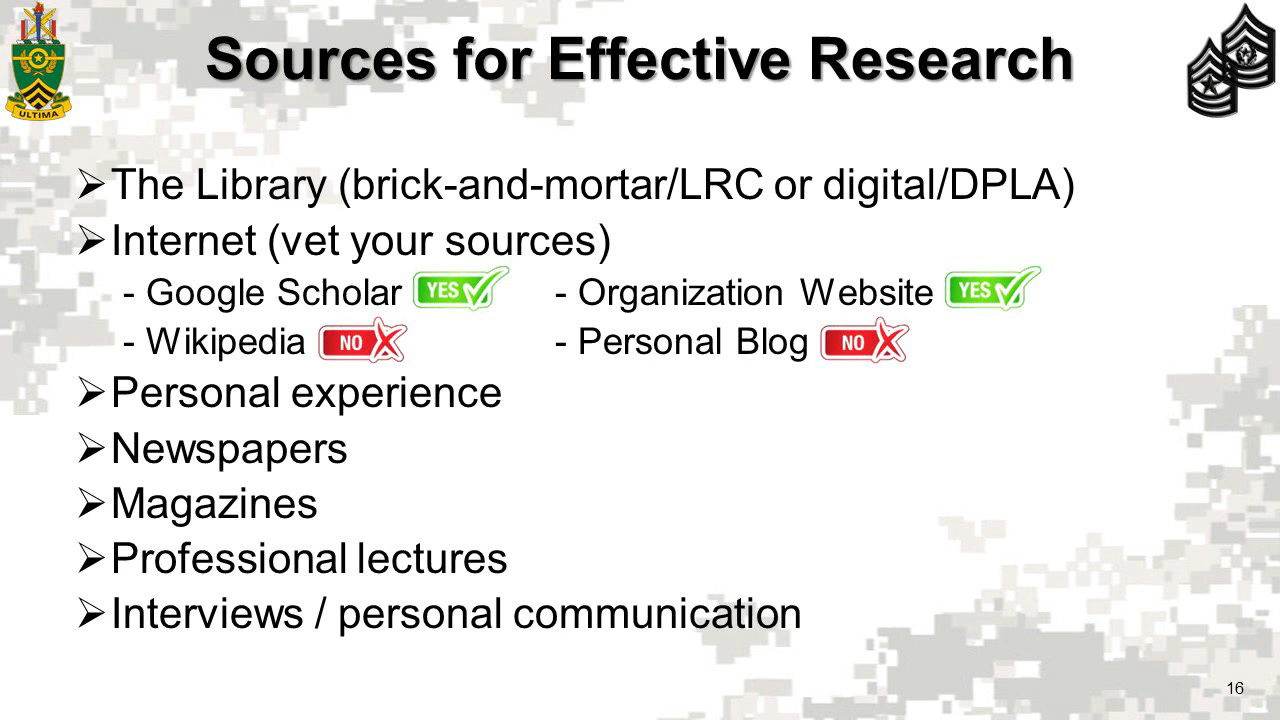 Sources for Effective Research
ULTIMA
➢The Library (brick-and-mortar/LRC or digital/DPLA)
➢Internet (vet your sources)
- Google Scholar YES - Organization Website YES
- Wikipedia NO - Personal Blog NO
➢Personal experience
➢Newspapers
➢Magazines
➢Professional lectures
➢Interviews / personal communication
16